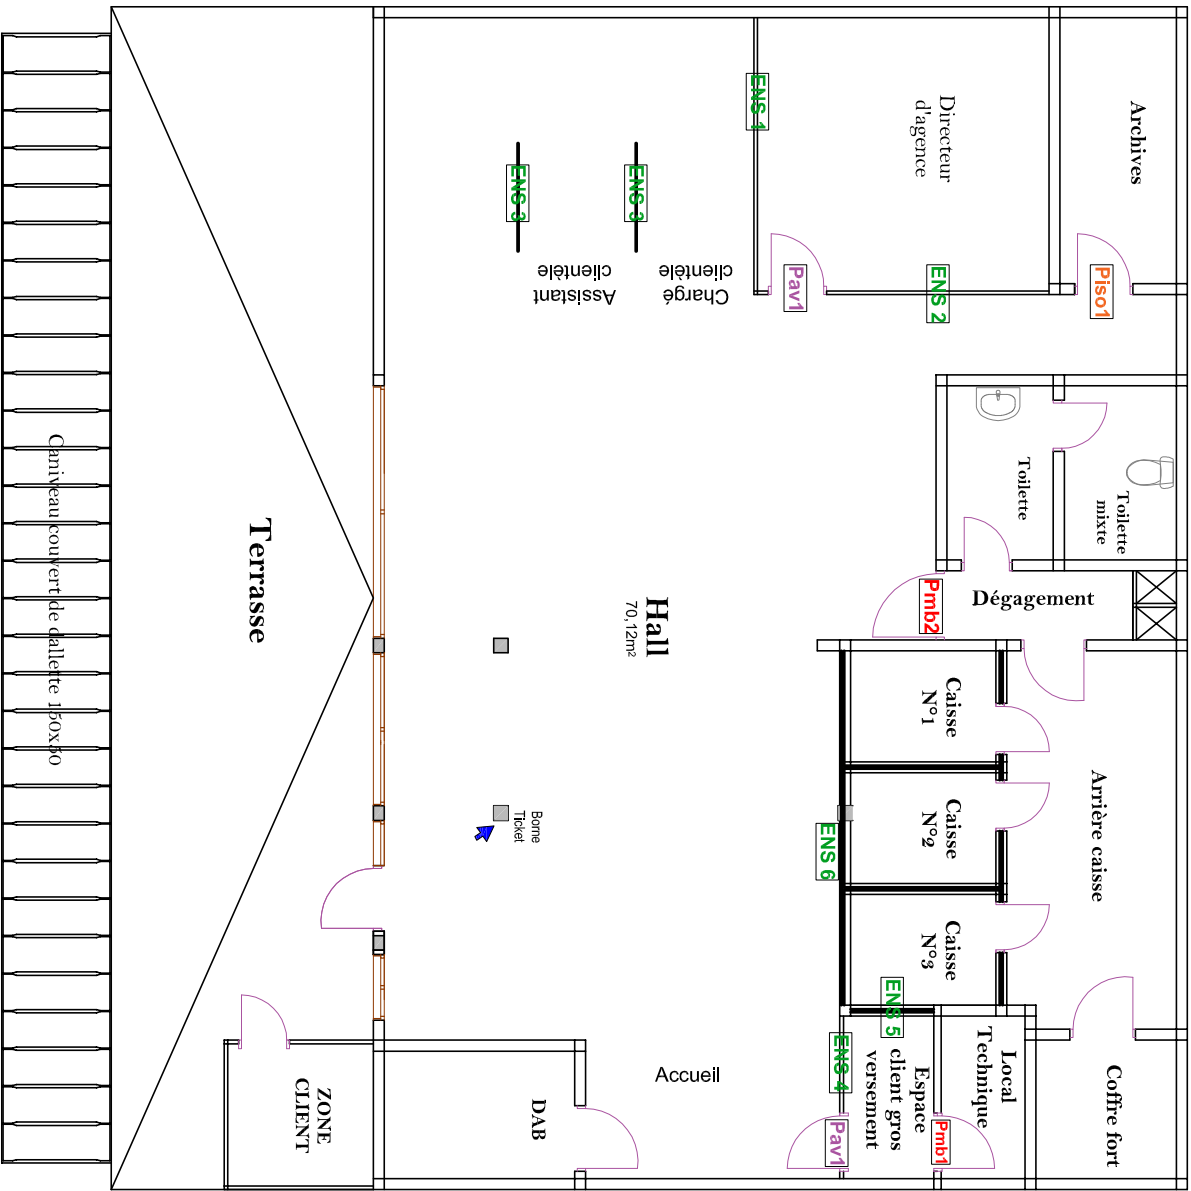 Archives
Directeur
d'agence
ENS 1
ENS 3
ENS 3
Assistant
clientèle
Chargé
clientèle
Pav1
ENS 2
Piso1
Toilette
Toilette
mixte
Caniveau couvert de dallette 150x50
Terrasse
Hall
70,12m²
Pmb2
Dégagement
Caisse
N°1
Caisse
N°2
Caisse
N°3
Arrière caisse
Borne
Ticket
ENS 6
ENS 5
ENS 4
Espace
client gros
versement
Local
Technique
Coffre fort
Accueil
DAB
ZONE
CLIENT
Pav1
Pmb1